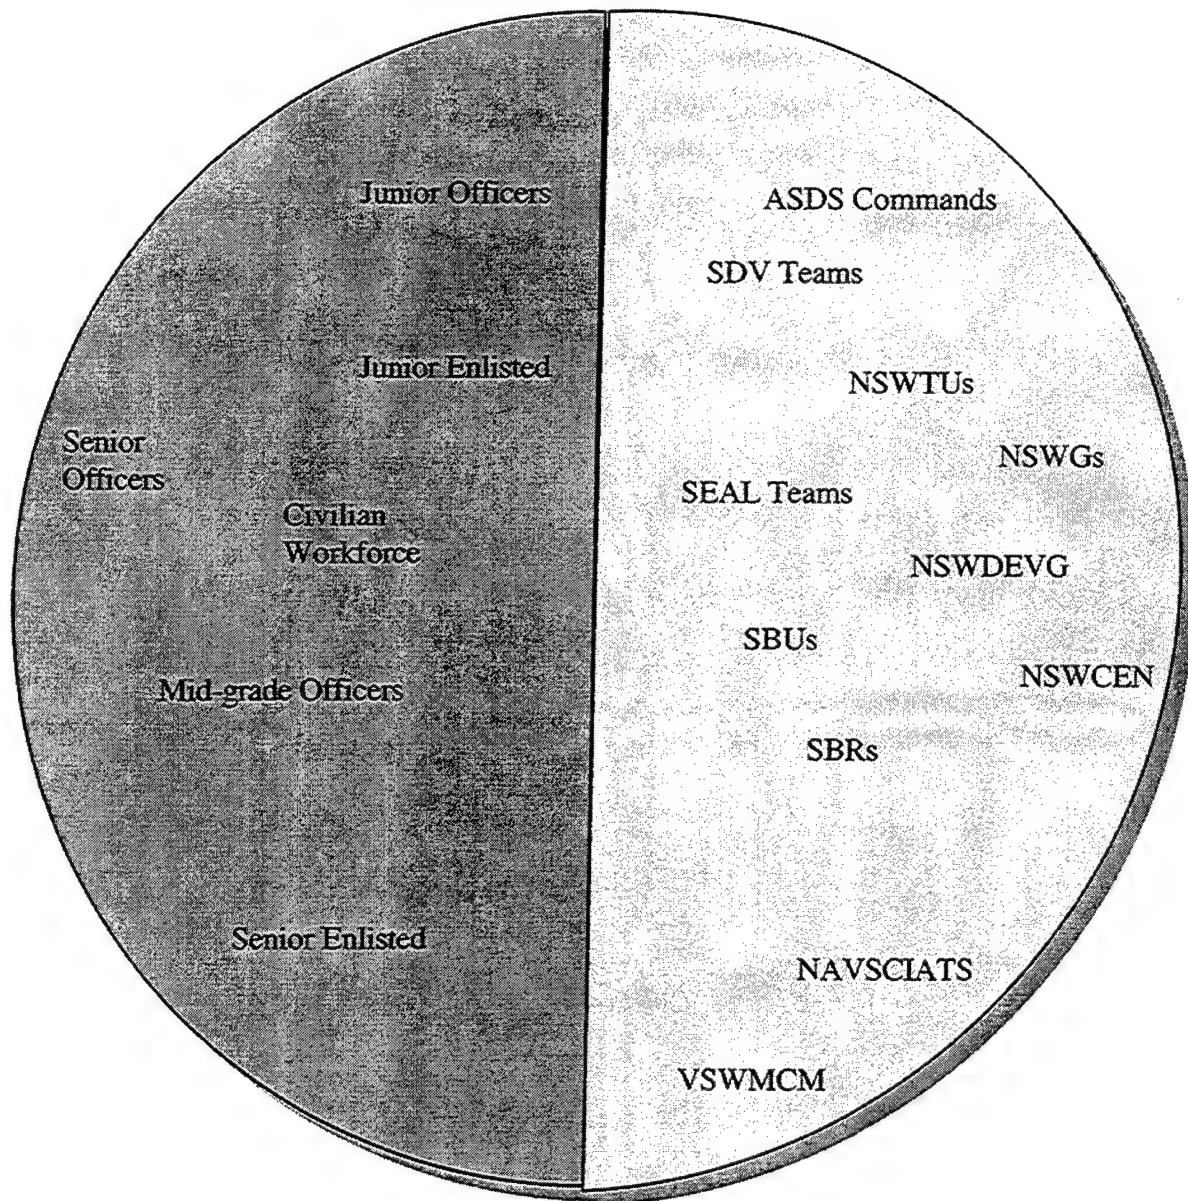 Junior Officers
Junior Enlisted
Senior
Officers
Civilian
Workforce
Mid-grade Officers
Senior Enlisted
ASDS Commands
SDV Teams
NSWTUs
NSWGs
SEAL Teams
NSWDEVG
SBUs
NSWCEN
SBRs
NAVSCIATS
VSWMCM